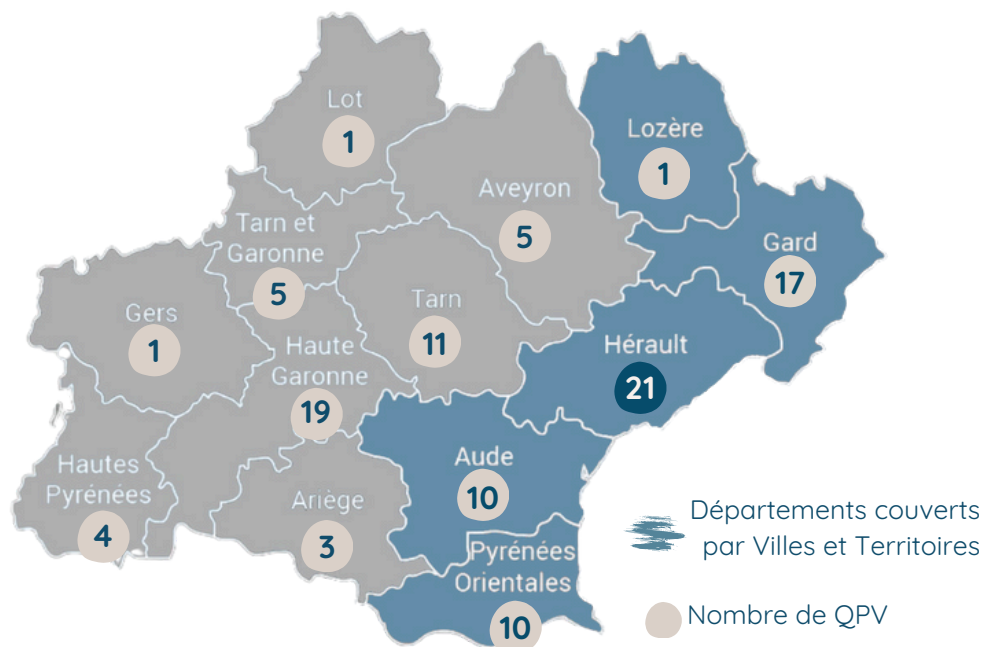 Lot
1
Lozère
1
Aveyron
5
Tarn et
Garonne
5
Gard
17
Gers
1
Tarn
11
Haute
Garonne
19
Hérault
21
Hautes
Pyrénées
4
Ariège
3
Aude
10
Pyrénées
Orientales
10
Départements couverts
par Villes et Territoires
Nombre de QPV